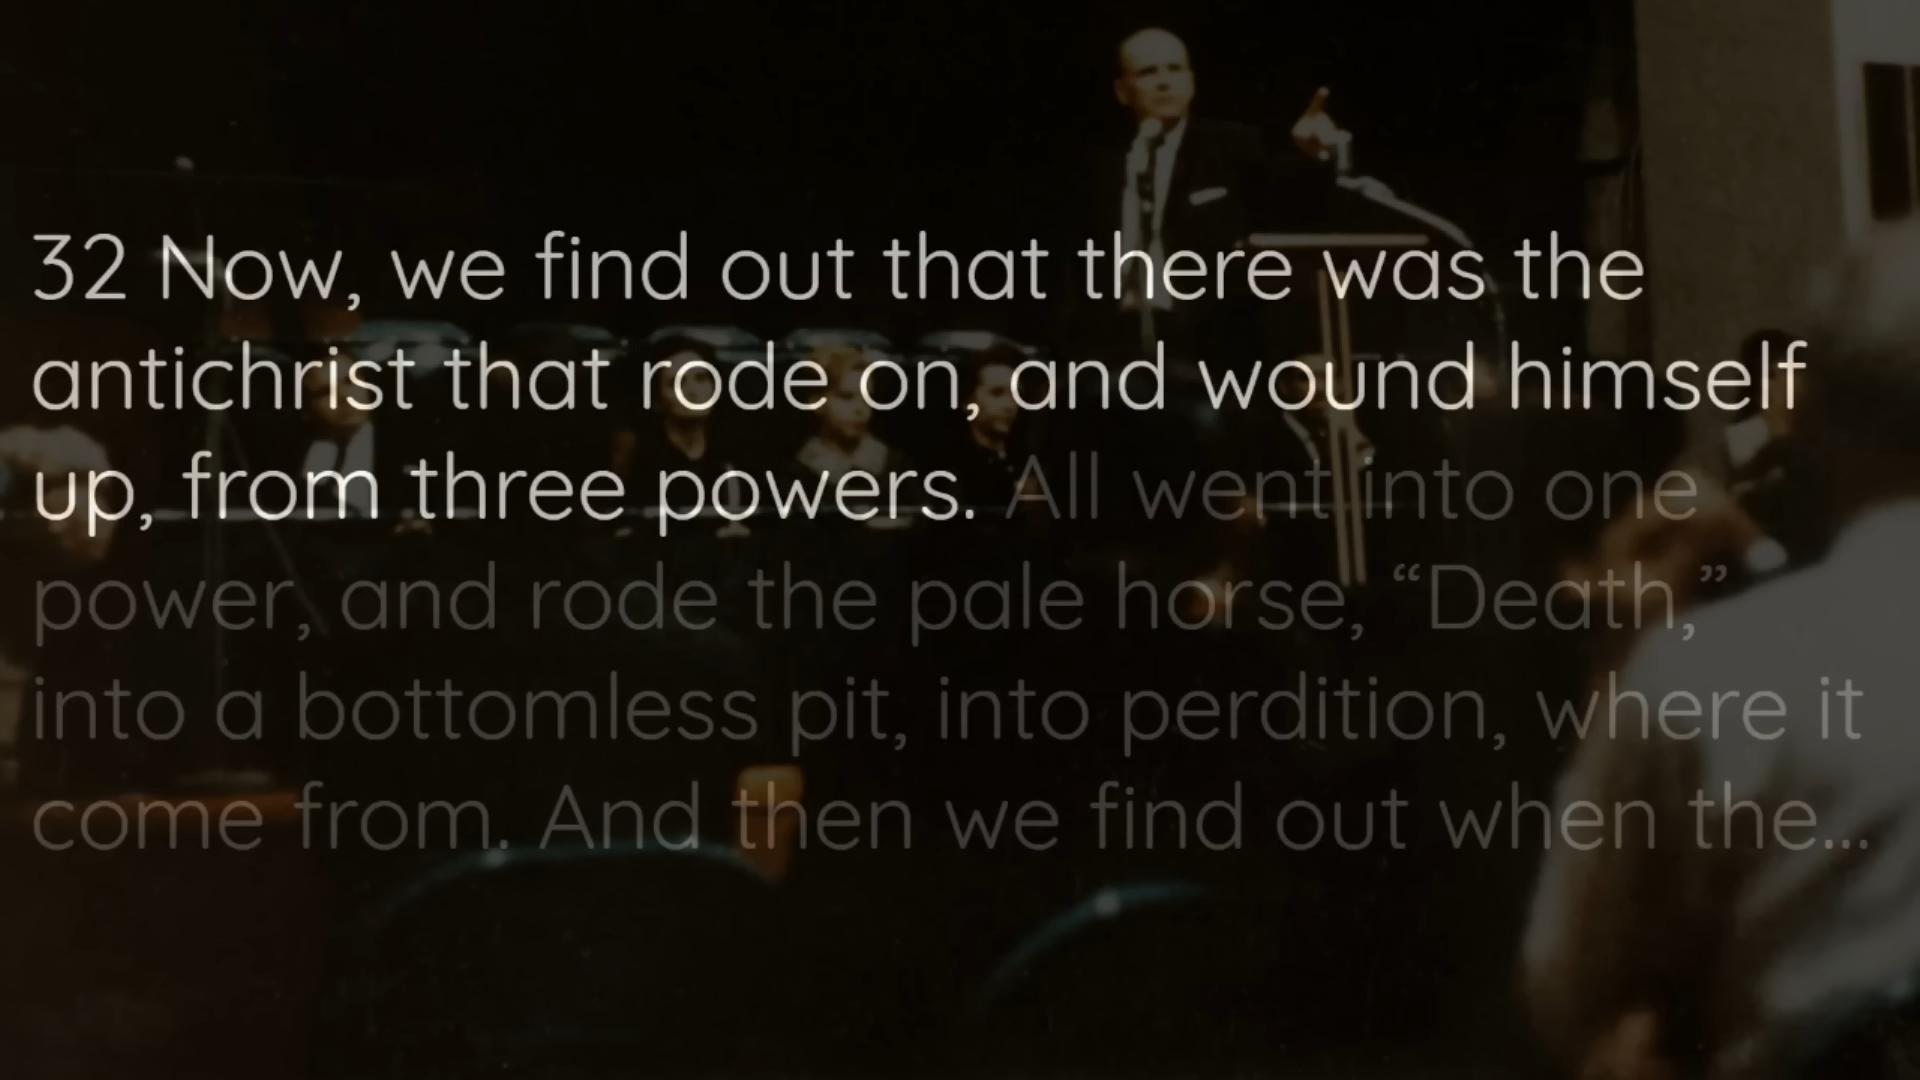 32 Now, we find out that there was the
antichrist that rode on, and wound himself
up, from three powers. All went into one
power, and rode the pale horse, “Death,”
into a bottomless pit, into perdition, where it
come from. And then we find out when the...